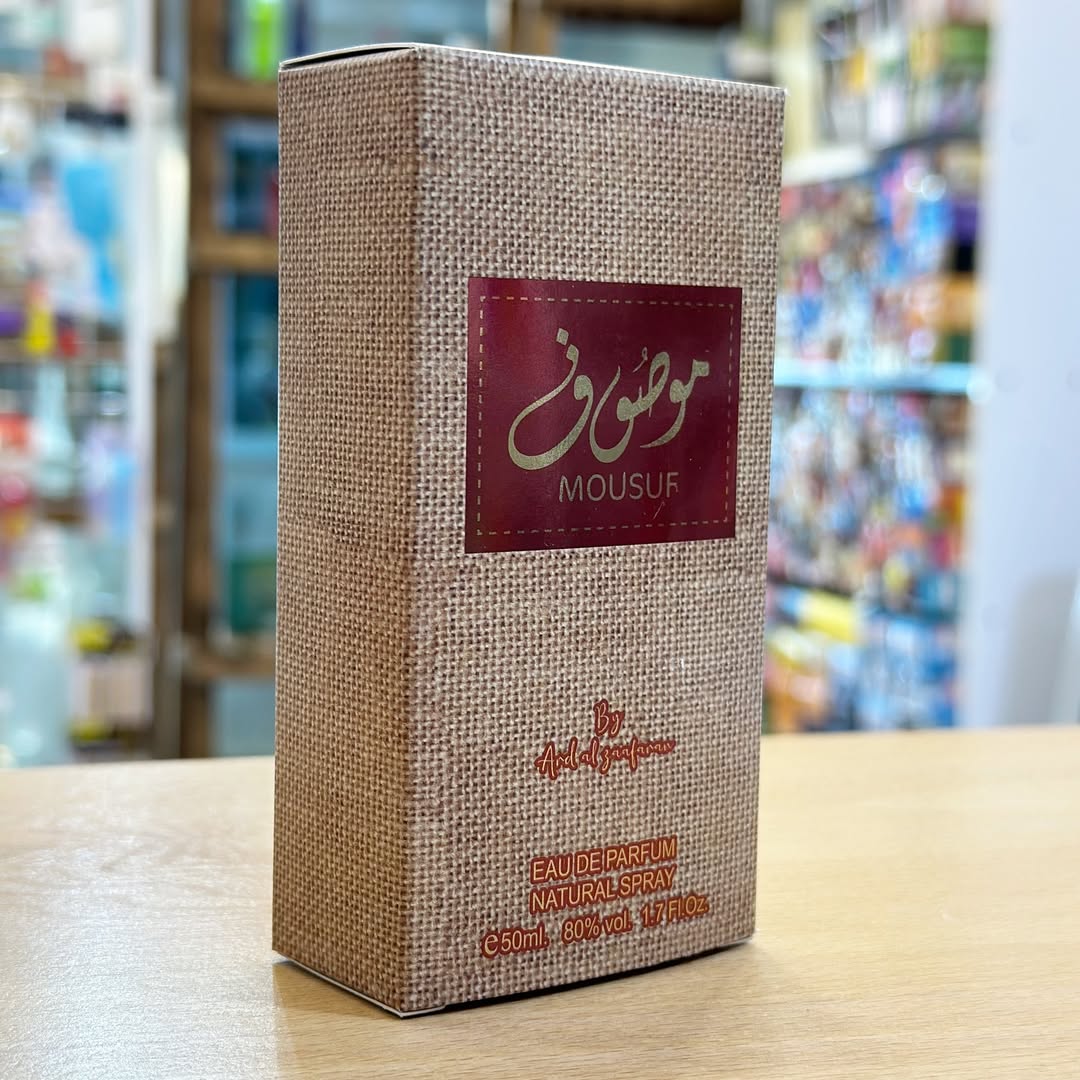 موصوف
MOUSUF
By
Ard al zaafaran
EAU DE PARFUM
NATURAL SPRAY
℮50ml. 80% vol. 1.7 Fl.Oz.